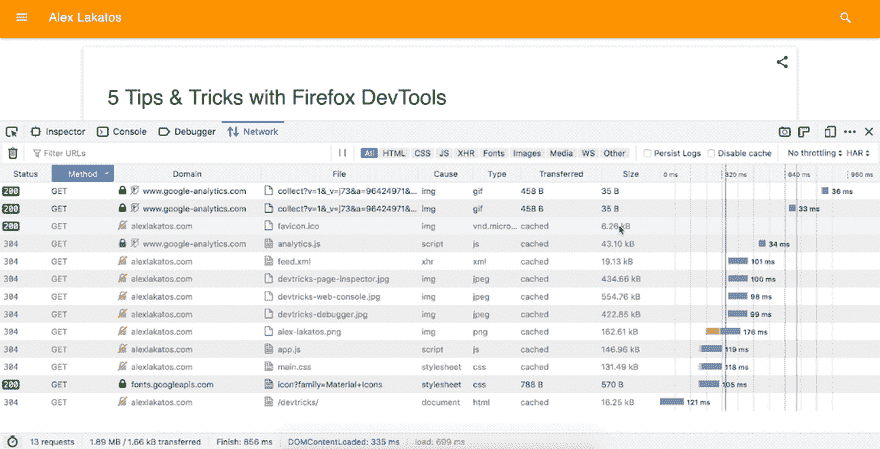 Alex Lakatos
5 Tips & Tricks with Firefox DevTools
Inspector Console Debugger Network
Filter URLs All HTML CSS JS XHR Fonts Images Media WS Other Persist Logs Disable cache No throttling HAR
Status Method Domain File Cause Type Transferred Size 0 ms 320 ms 640 ms 960 ms
200 GET www.google-analytics.com collect?v=1&_v=j73&a=96424971&... img gif 458 B 35 B 36 ms
200 GET www.google-analytics.com collect?v=1&_v=j73&a=96424971&... img gif 458 B 35 B 33 ms
200 GET alexlakatos.com favicon.ico img vnd.micro... cached 6.26 kB
304 GET www.google-analytics.com analytics.js script js cached 43.10 kB 34 ms
304 GET alexlakatos.com feed.xml xhr xml cached 19.13 kB 101 ms
304 GET alexlakatos.com devtricks-page-inspector.jpg img jpeg cached 434.66 kB 100 ms
304 GET alexlakatos.com devtricks-web-console.jpg img jpeg cached 554.76 kB 98 ms
304 GET alexlakatos.com devtricks-debugger.jpg img jpeg cached 422.85 kB 99 ms
304 GET alexlakatos.com alex-lakatos.png img png cached 162.61 kB 176 ms
304 GET alexlakatos.com app.js script js cached 146.96 kB 119 ms
304 GET alexlakatos.com main.css stylesheet css cached 131.49 kB 118 ms
200 GET fonts.googleapis.com icon?family=Material+Icons stylesheet css 788 B 570 B 105 ms
304 GET alexlakatos.com /devtricks/ document html cached 16.25 kB 121 ms
13 requests 1.89 MB / 1.66 kB transferred Finish: 856 ms DOMContentLoaded: 335 ms load: 699 ms